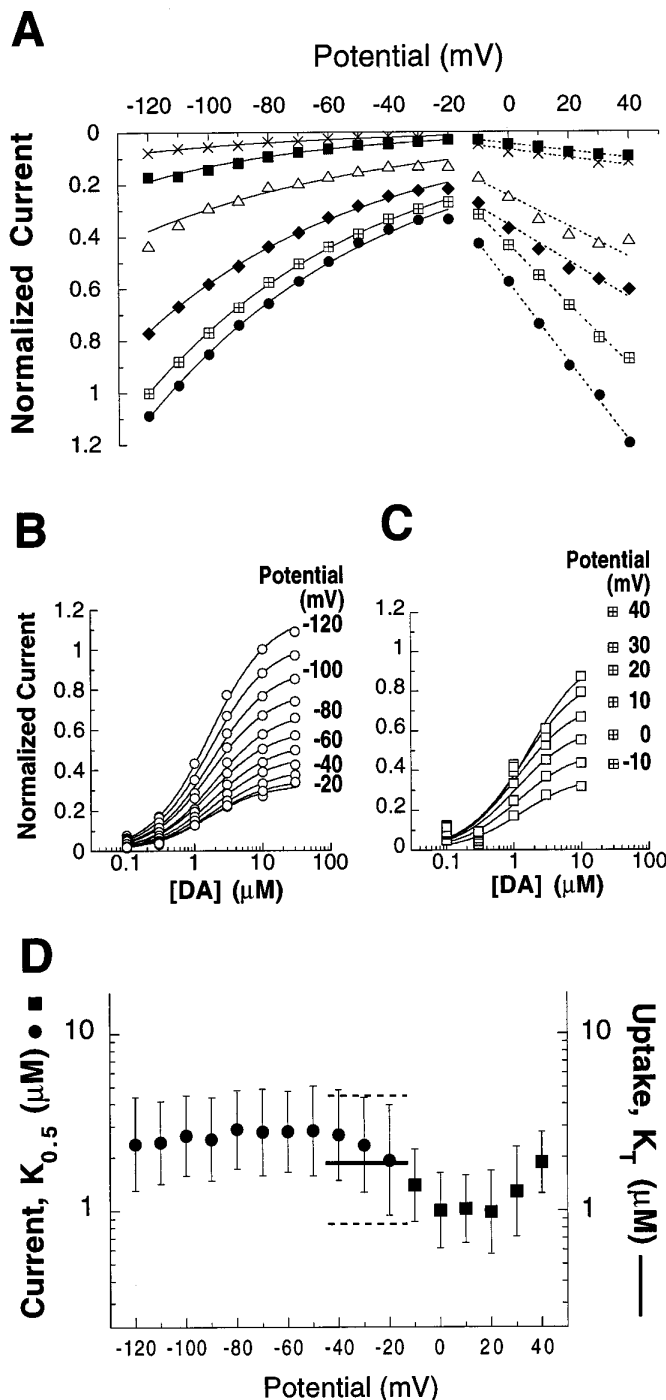 A
Potential (mV)
-120 -100 -80 -60 -40 -20 0 20 40
Normalized Current
0
0.2
0.4
0.6
0.8
1
1.2
B
Potential
(mV)
Normalized Current
1.2
1
0.8
0.6
0.4
0.2
0
-120
-100
-80
-60
-40
-20
0.1 1 10 100
[DA] (μM)
C
Potential
(mV)
1.2
1
0.8
0.6
0.4
0.2
0
40
30
20
10
0
-10
0.1 1 10 100
[DA] (μM)
D
Current, K0.5 (μM)
10
1
Uptake, KT (μM)
10
1
-120 -100 -80 -60 -40 -20 0 20 40
Potential (mV)